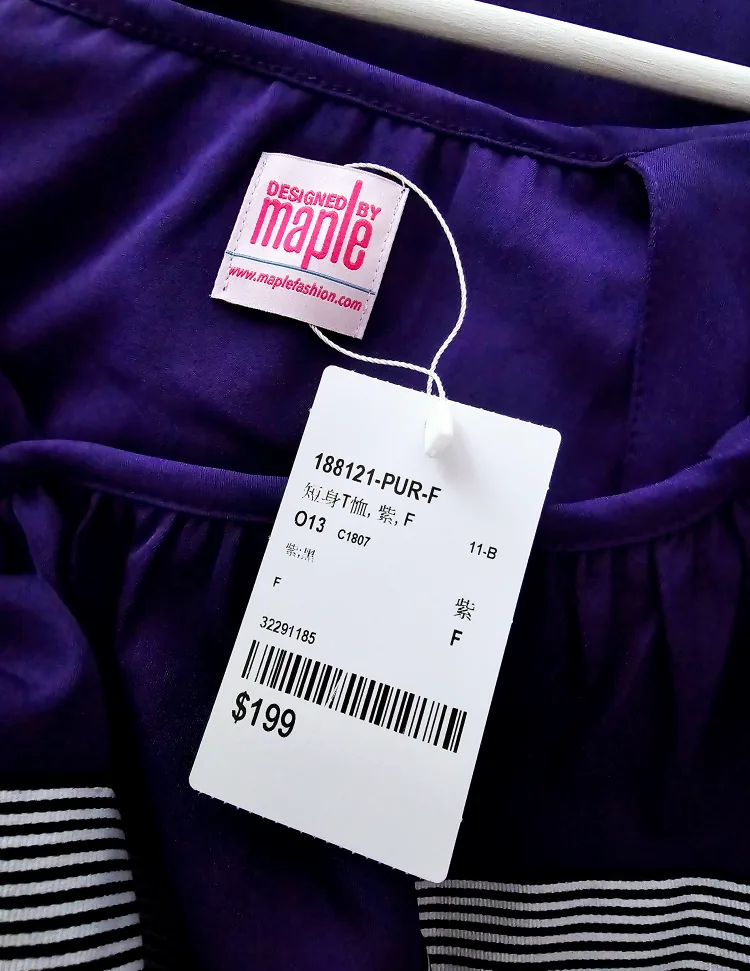 DESIGNED BY
maple
www.maplefashion.com
188121-PUR-F
短身T恤, 紫, F
O13 C1807 11-B
紫;黑
F
紫
F
32291185
$199